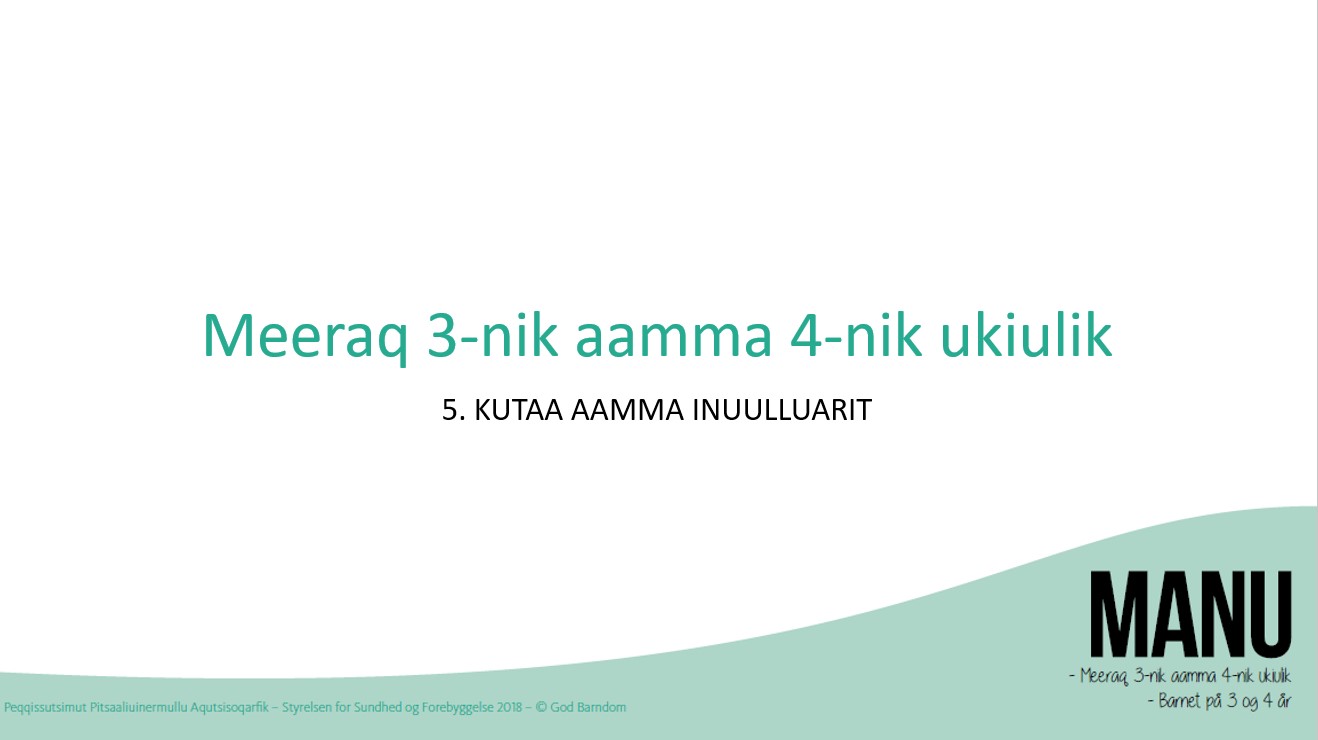 Meeraq 3-nik aamma 4-nik ukiulik
5. KUTAA AAMMA INUULLUARIT
MANU
- Meeraq 3-nik aamma 4-nik ukiulik
- Barnet på 3 og 4 år
Peqqissutsimut Pitsaaliuinermullu Aqutsisoqarfik – Styrelsen for Sundhed og Forebyggelse 2018 – © God Barndom